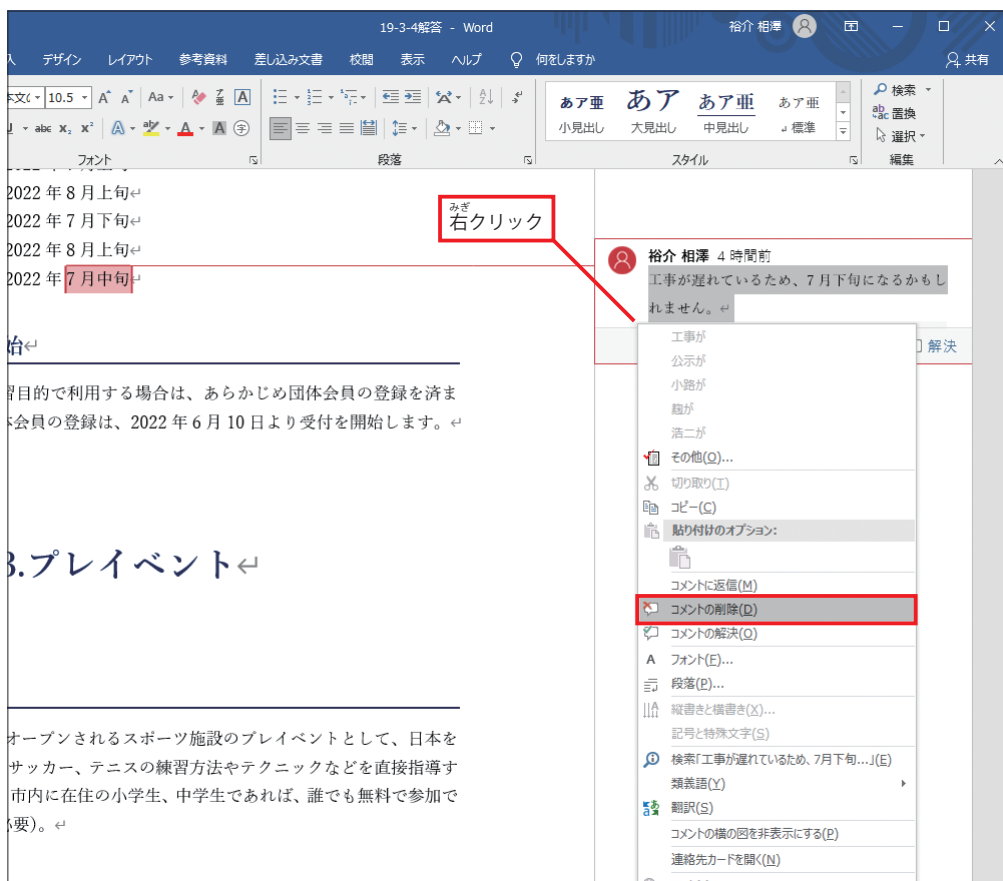 19-3-4解答 - Word
裕介 相澤
デザイン レイアウト 参考資料 差し込み文書 校閲 表示 ヘルプ 何をしますか
共有
10.5
Aa
あア亜 あア あア亜 あア亜
小見出し 大見出し 中見出し 標準
検索
置換
選択
フォント 段落 スタイル 編集
2022 年 8 月上旬
2022 年 7 月下旬
2022 年 8 月上旬
2022 年 7 月中旬
みぎ
右クリック
裕介 相澤 4 時間前
工事が遅れているため、7 月下旬になるかもし
れません。
解決
始
習目的で利用する場合は、あらかじめ団体会員の登録を済ま
会員の登録は、2022 年 6 月 10 日より受付を開始します。
3.プレイベント
オープンされるスポーツ施設のプレイベントとして、日本を
サッカー、テニスの練習方法やテクニックなどを直接指導す
市内に在住の小学生、中学生であれば、誰でも無料で参加で
要)。
工事が
公示が
小路が
麹が
浩二が
その他(O)...
切り取り(T)
コピー(C)
貼り付けのオプション:
コメントに返信(M)
コメントの削除(D)
コメントの解決(O)
フォント(F)...
段落(P)...
縦書きと横書き(X)...
記号と特殊文字(S)
検索「工事が遅れているため、7月下旬...」(E)
類義語(Y)
翻訳(S)
コメントの横の図を非表示にする(P)
連絡先カードを開く(N)